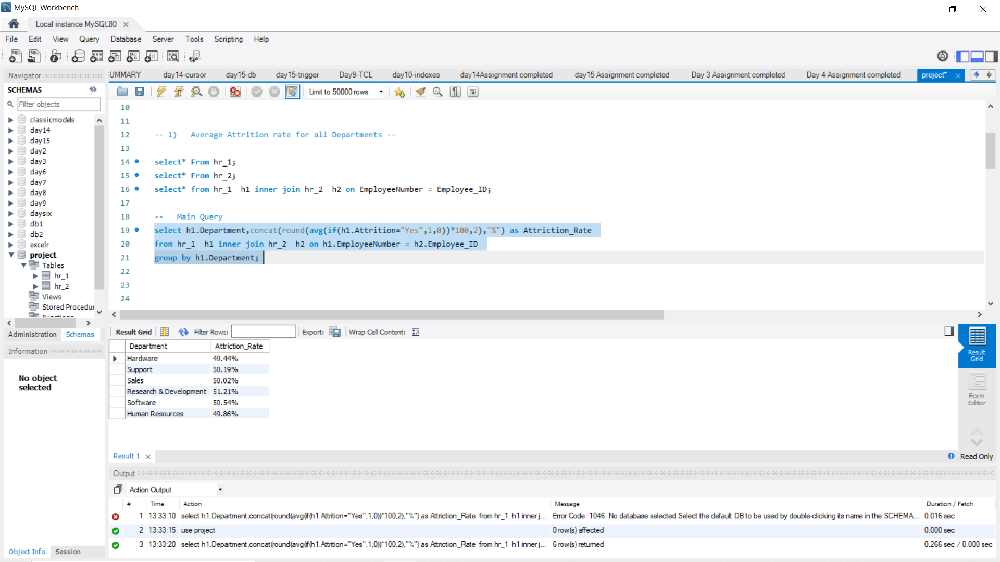 MySQL Workbench
Local instance MySQL80
File Edit View Query Database Server Tools Scripting Help
Navigator
SUMMARY day14-cursor day15-db day15-trigger Day9-TCL day10-indexes day14Assignment completed day15 Assignment completed Day 3 Assignment completed Day 4 Assignment completed project*
SCHEMAS
Limit to 50000 rows
Filter objects
classicmodels
day14
day15
day2
day3
day6
day7
day8
day9
daysix
db1
db2
excelr
project
Tables
hr_1
hr_2
Views
Stored Procedu
Functions
Administration Schemas
Information
No object
selected
Object Info Session
10
11
12 -- 1) Average Attrition rate for all Departments --
13
14 select* From hr_1;
15 select* From hr_2;
16 select* from hr_1 h1 inner join hr_2 h2 on EmployeeNumber = Employee_ID;
17
18 -- Main Query
19 select h1.Department,concat(round(avg(if(h1.Attrition="Yes",1,0))*100,2),"%") as Attriction_Rate
20 from hr_1 h1 inner join hr_2 h2 on h1.EmployeeNumber = h2.Employee_ID
21 group by h1.Department;
22
23
24
Result Grid Filter Rows: Export: Wrap Cell Content:
Department Attriction_Rate
Hardware 49.44%
Support 50.19%
Sales 50.02%
Research & Development 51.21%
Software 50.54%
Human Resources 49.86%
Result
Grid
Form
Editor
Result 1
Read Only
Output
Action Output
# Time Action Message Duration / Fetch
1 13:33:10 select h1.Department,concat(round(avg(if(h1.Attrition="Yes",1,0))*100,2),"%") as Attriction_Rate from hr_1 h1 inner j... Error Code: 1046. No database selected Select the default DB to be used by double-clicking its name in the SCHEMA... 0.016 sec
2 13:33:15 use project 0 row(s) affected 0.000 sec
3 13:33:20 select h1.Department,concat(round(avg(if(h1.Attrition="Yes",1,0))*100,2),"%") as Attriction_Rate from hr_1 h1 inner j... 6 row(s) returned 0.266 sec / 0.000 sec